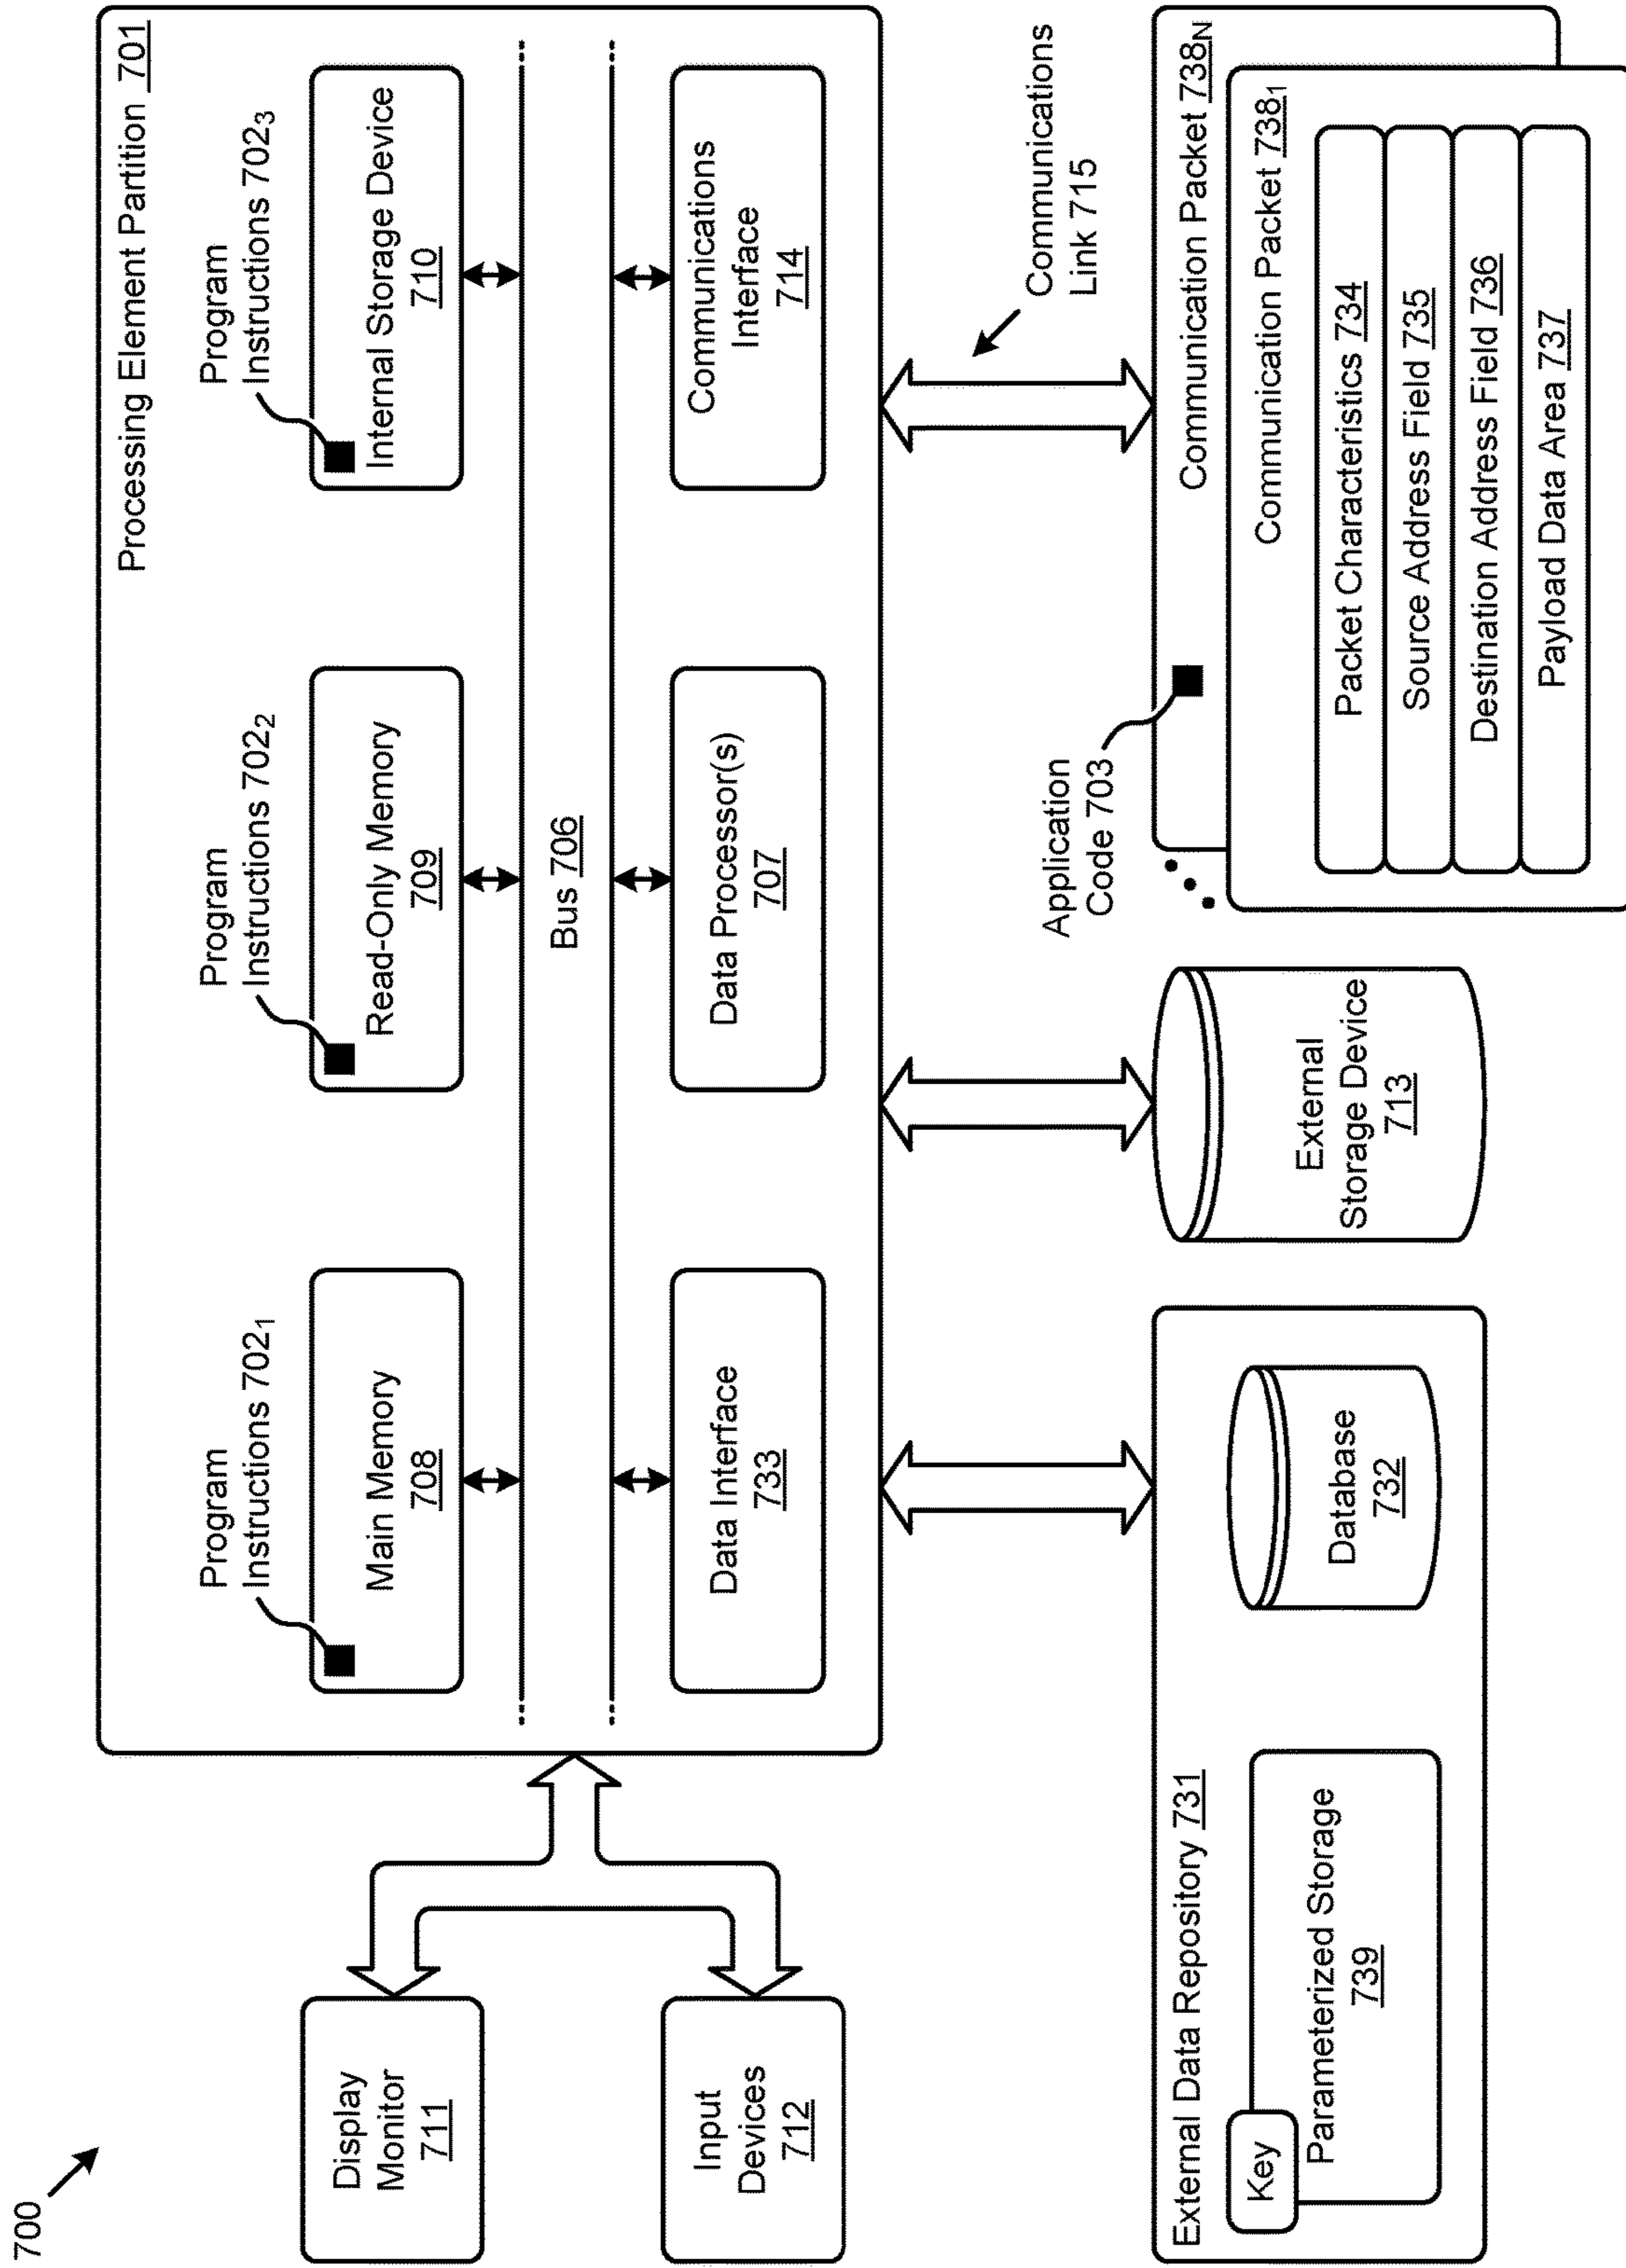 700
Processing Element Partition 701
Program
Instructions 702₁
Program
Instructions 702₂
Program
Instructions 702₃
Main Memory
708
Read-Only Memory
709
Internal Storage Device
710
Bus 706
Data Interface
733
Data Processor(s)
707
Communications
Interface
714
Display
Monitor
711
Input
Devices
712
Communications
Link 715
External Data Repository 731
Key
Parameterized Storage
739
Database
732
External
Storage Device
713
Application
Code 703
Communication Packet 738N
Communication Packet 738₁
Packet Characteristics 734
Source Address Field 735
Destination Address Field 736
Payload Data Area 737